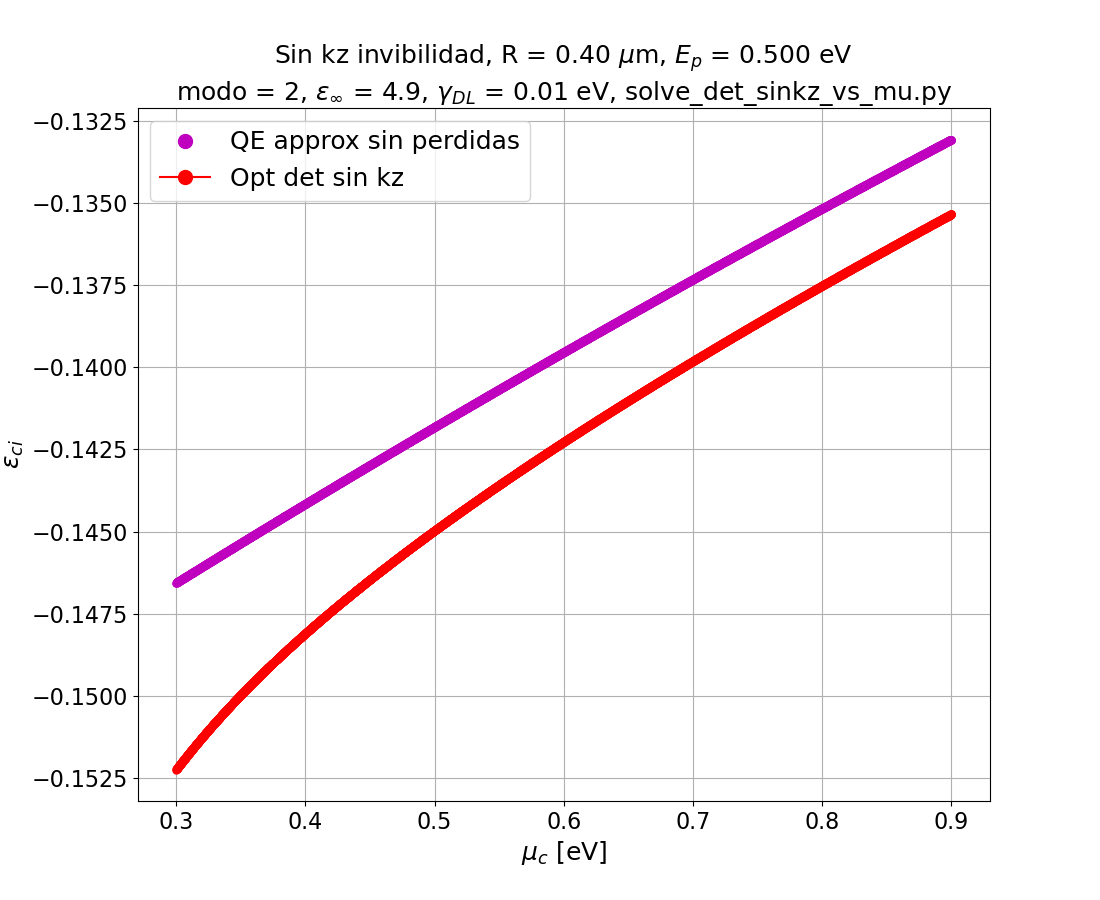 Sin kz invibilidad, R = 0.40 μm, E_p = 0.500 eV
modo = 2, ε_∞ = 4.9, γ_DL = 0.01 eV, solve_det_sinkz_vs_mu.py
QE approx sin perdidas
Opt det sin kz
−0.1325
−0.1350
−0.1375
−0.1400
−0.1425
−0.1450
−0.1475
−0.1500
−0.1525
ε_ci
0.3 0.4 0.5 0.6 0.7 0.8 0.9
μ_c [eV]